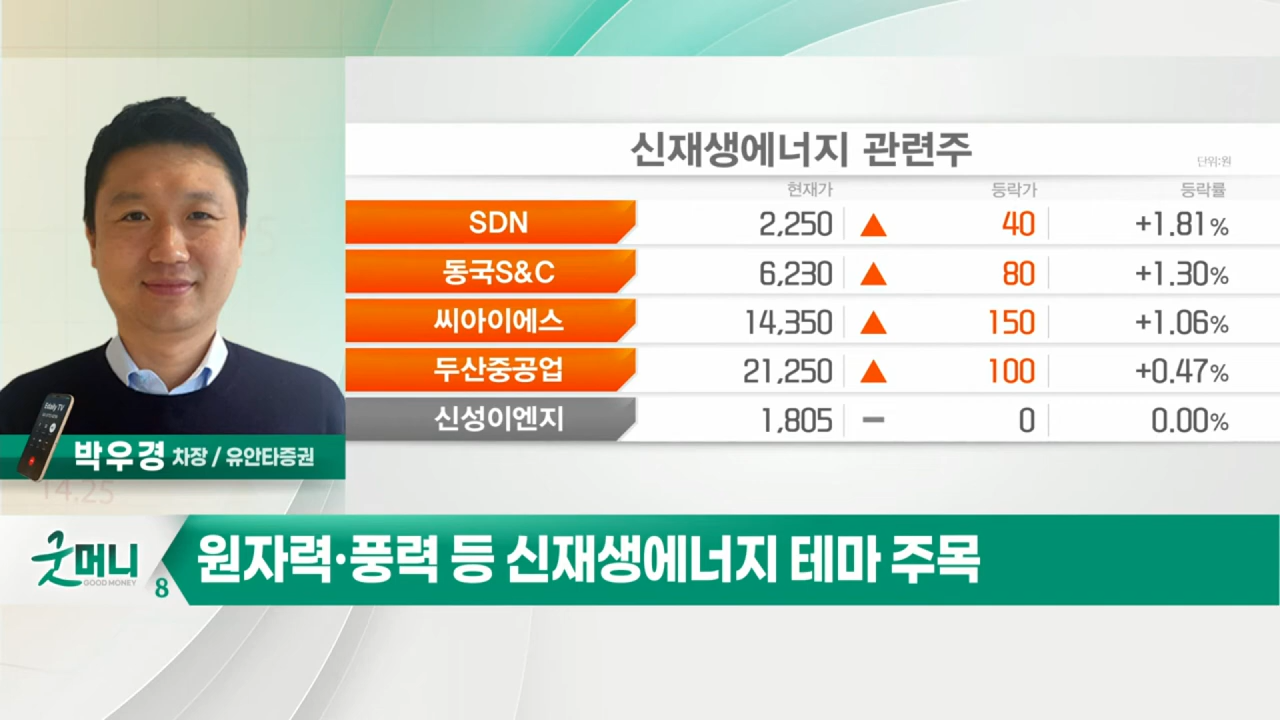 신재생에너지 관련주
단위:원
현재가 등락가 등락률
SDN 2,250 ▲ 40 +1.81%
동국S&C 6,230 ▲ 80 +1.30%
씨아이에스 14,350 ▲ 150 +1.06%
두산중공업 21,250 ▲ 100 +0.47%
신성이엔지 1,805 − 0 0.00%
Edaily TV
박우경 차장 / 유안타증권
14.25
굿머니
GOOD MONEY
8
원자력·풍력 등 신재생에너지 테마 주목